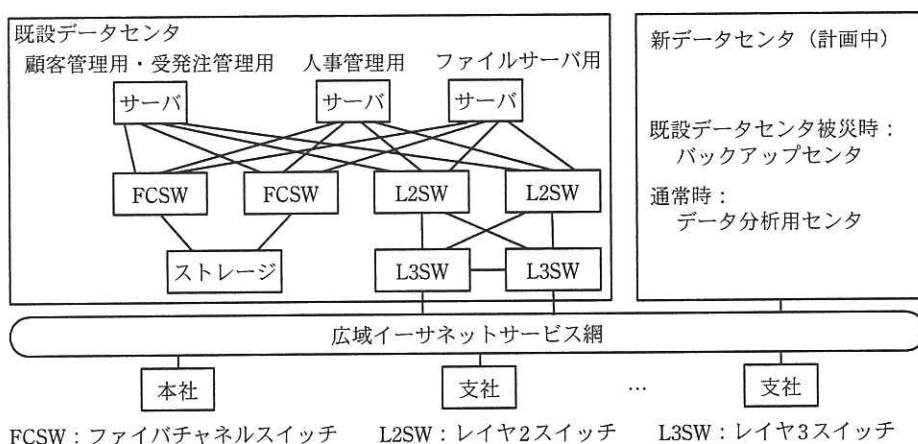 既設データセンタ
顧客管理用・受発注管理用 人事管理用 ファイルサーバ用
サーバ サーバ サーバ
FCSW FCSW L2SW L2SW
ストレージ L3SW L3SW
新データセンタ（計画中）
既設データセンタ被災時：
バックアップセンタ
通常時：
データ分析用センタ
広域イーサネットサービス網
本社 支社 … 支社
FCSW：ファイバチャネルスイッチ L2SW：レイヤ2スイッチ L3SW：レイヤ3スイッチ